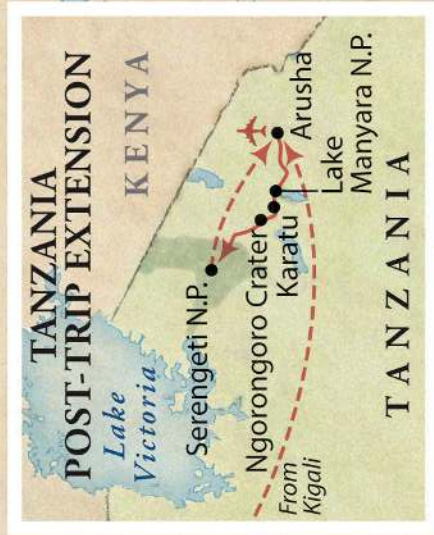 TANZANIA
POST-TRIP EXTENSION
KENYA
Lake
Victoria
Serengeti N.P.
Ngorongoro Crater
Karatu
Arusha
Lake
Manyara N.P.
From
Kigali
TANZANIA